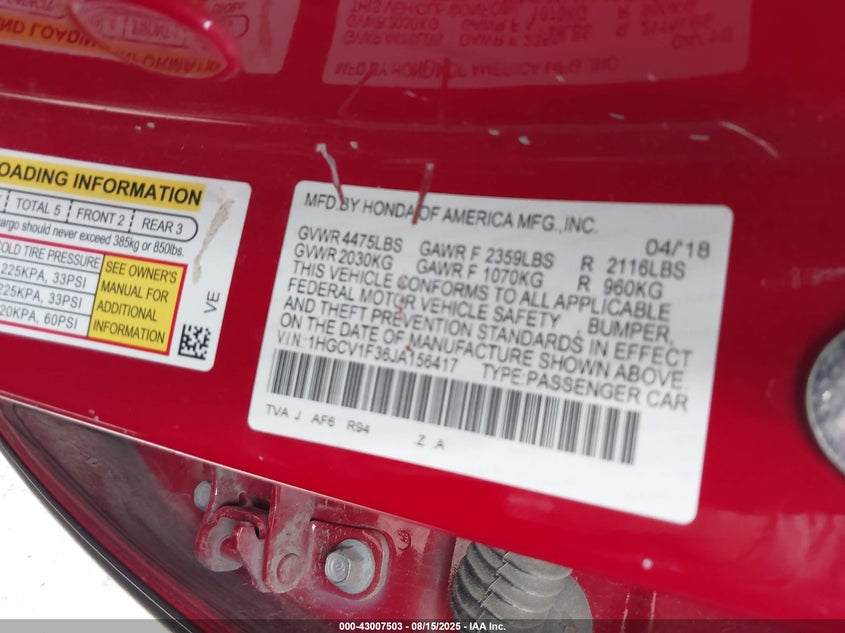 LOADING INFORMATION
TOTAL 5 FRONT 2 REAR 3
cargo should never exceed 385kg or 850lbs.
COLD TIRE PRESSURE
225KPA, 33PSI
225KPA, 33PSI
420KPA, 60PSI
SEE OWNER'S
MANUAL FOR
ADDITIONAL
INFORMATION
VE
MFD BY HONDA OF AMERICA MFG., INC.
04/'18
GVWR 4475LBS GAWR F 2359LBS R 2116LBS
GVWR 2030KG GAWR F 1070KG R 960KG
THIS VEHICLE CONFORMS TO ALL APPLICABLE
FEDERAL MOTOR VEHICLE SAFETY , BUMPER,
AND THEFT PREVENTION STANDARDS IN EFFECT
ON THE DATE OF MANUFACTURE SHOWN ABOVE.
V.I.N.:1HGCV1F36JA156417 TYPE:PASSENGER CAR
TVA J AF6 R94 Z A
000-43007503 - 08/15/2025 - IAA Inc.